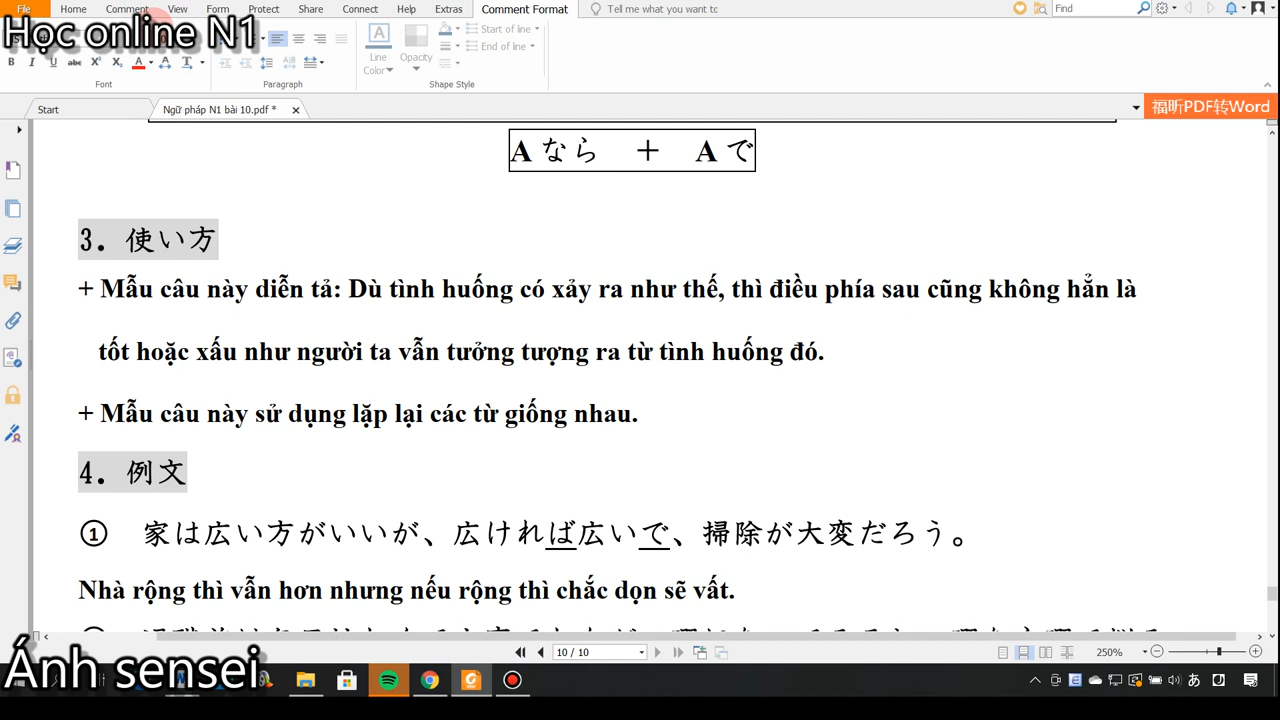 File Home Comment View Form Protect Share Connect Help Extras Comment Format Tell me what you want to Find
Học online N1
B I U abc X² X₂ A A T
Line Color Opacity Start of line
End of line
Font Paragraph Shape Style
Start Ngữ pháp N1 bài 10.pdf * 福昕PDF转Word
A なら ＋ A で
3. 使い方
+ Mẫu câu này diễn tả: Dù tình huống có xảy ra như thế, thì điều phía sau cũng không hẳn là
tốt hoặc xấu như người ta vẫn tưởng tượng ra từ tình huống đó.
+ Mẫu câu này sử dụng lặp lại các từ giống nhau.
4. 例文
① 家は広い方がいいが、広ければ広いで、掃除が大変だろう。
Nhà rộng thì vẫn hơn nhưng nếu rộng thì chắc dọn sẽ vất.
10 / 10 250%
Ánh sensei